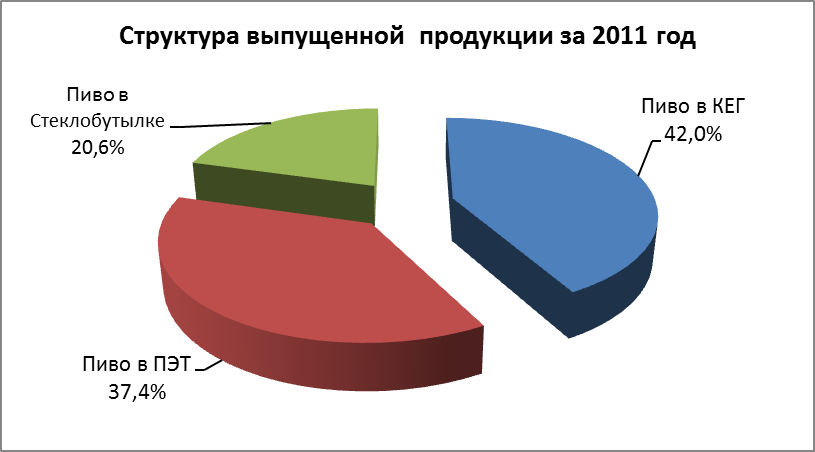 Структура выпущенной продукции за 2011 год
Пиво в
Стеклобутылке
20,6%
Пиво в КЕГ
42,0%
Пиво в ПЭТ
37,4%